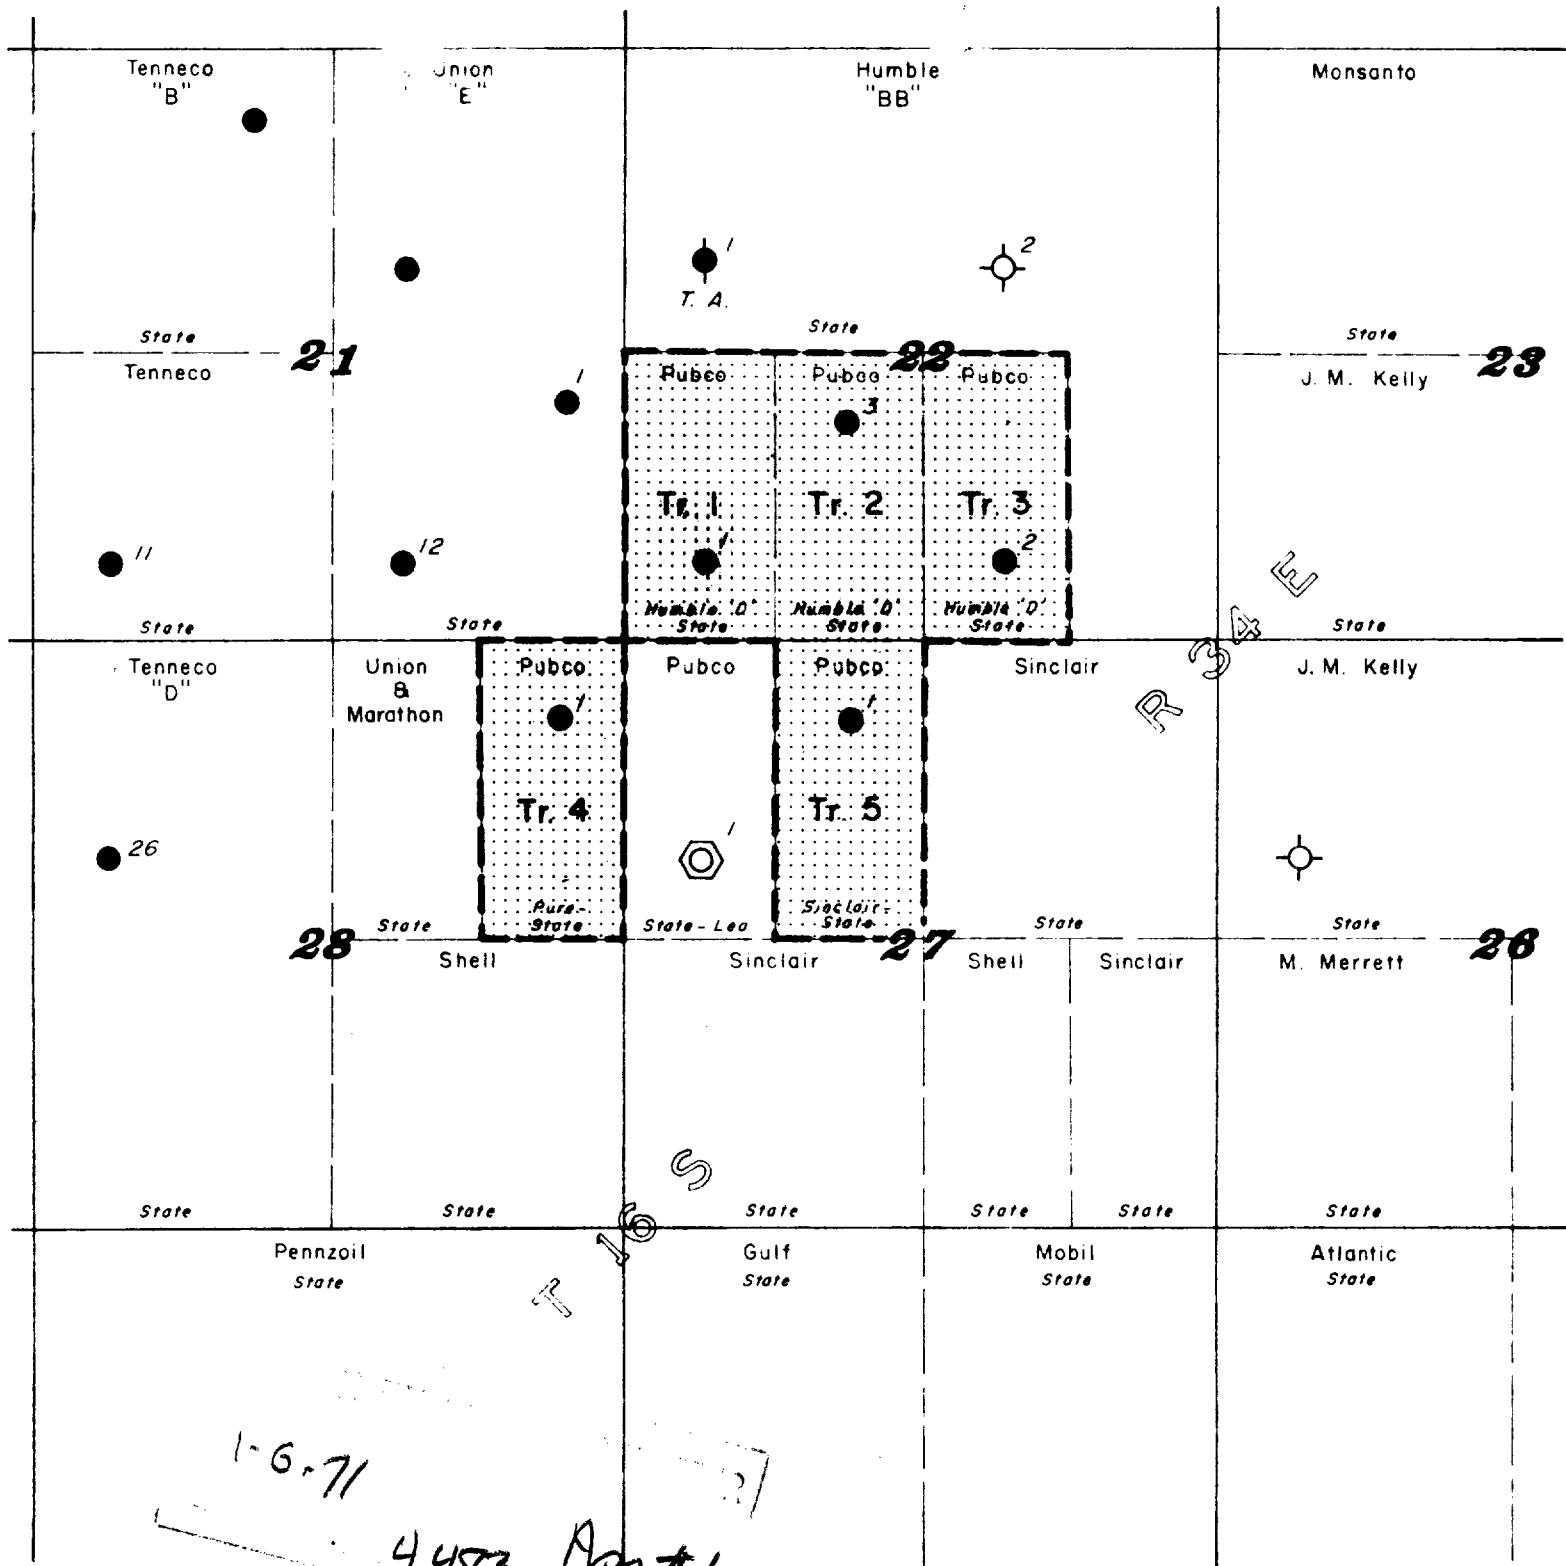 Tenneco
"B"
Union
"E"
Humble
"BB"
Monsanto
1
2
T. A.
State
State
State
21
22
23
Tenneco
Pubco
Pubco
Pubco
J. M. Kelly
1
3
Tr. 1
Tr. 2
Tr. 3
11
12
1
2
Humble 'D'
Humble 'D'
Humble 'D'
State
State
State
State
State
State
R 34 E
Tenneco
"D"
Union
&
Marathon
Pubco
Pubco
Pubco
Sinclair
J. M. Kelly
1
1
Tr. 4
Tr. 5
26
1
Pure-
State
State
State-Lea
Sinclair-
State
State
State
28
27
26
Shell
Sinclair
Shell
Sinclair
M. Merrett
T 16 S
State
State
State
State
State
State
Pennzoil
State
Gulf
State
Mobil
State
Atlantic
State
1-6-71